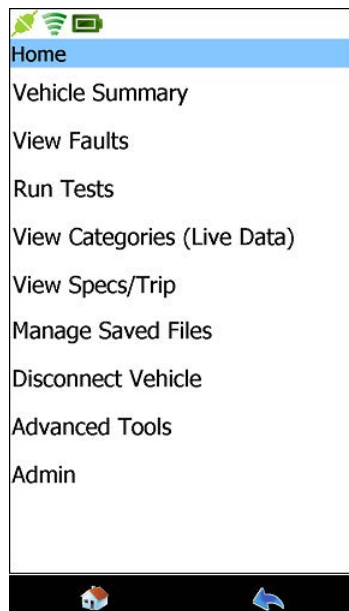 Home
Vehicle Summary
View Faults
Run Tests
View Categories (Live Data)
View Specs/Trip
Manage Saved Files
Disconnect Vehicle
Advanced Tools
Admin